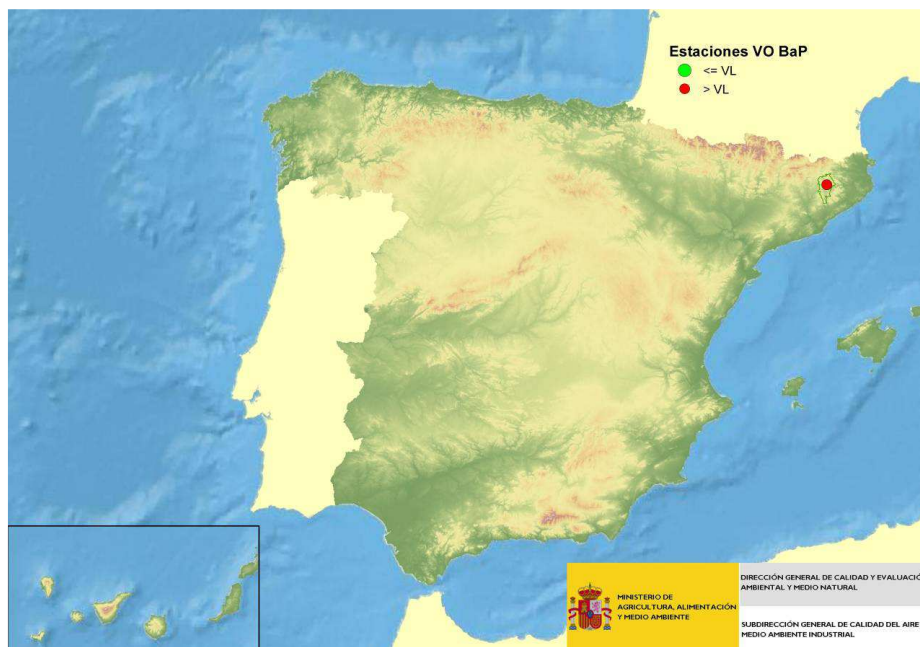 Estaciones VO BaP
<= VL
> VL
MINISTERIO DE
AGRICULTURA, ALIMENTACIÓN
Y MEDIO AMBIENTE
DIRECCIÓN GENERAL DE CALIDAD Y EVALUACIÓ
AMBIENTAL Y MEDIO NATURAL
SUBDIRECCIÓN GENERAL DE CALIDAD DEL AIRE
MEDIO AMBIENTE INDUSTRIAL